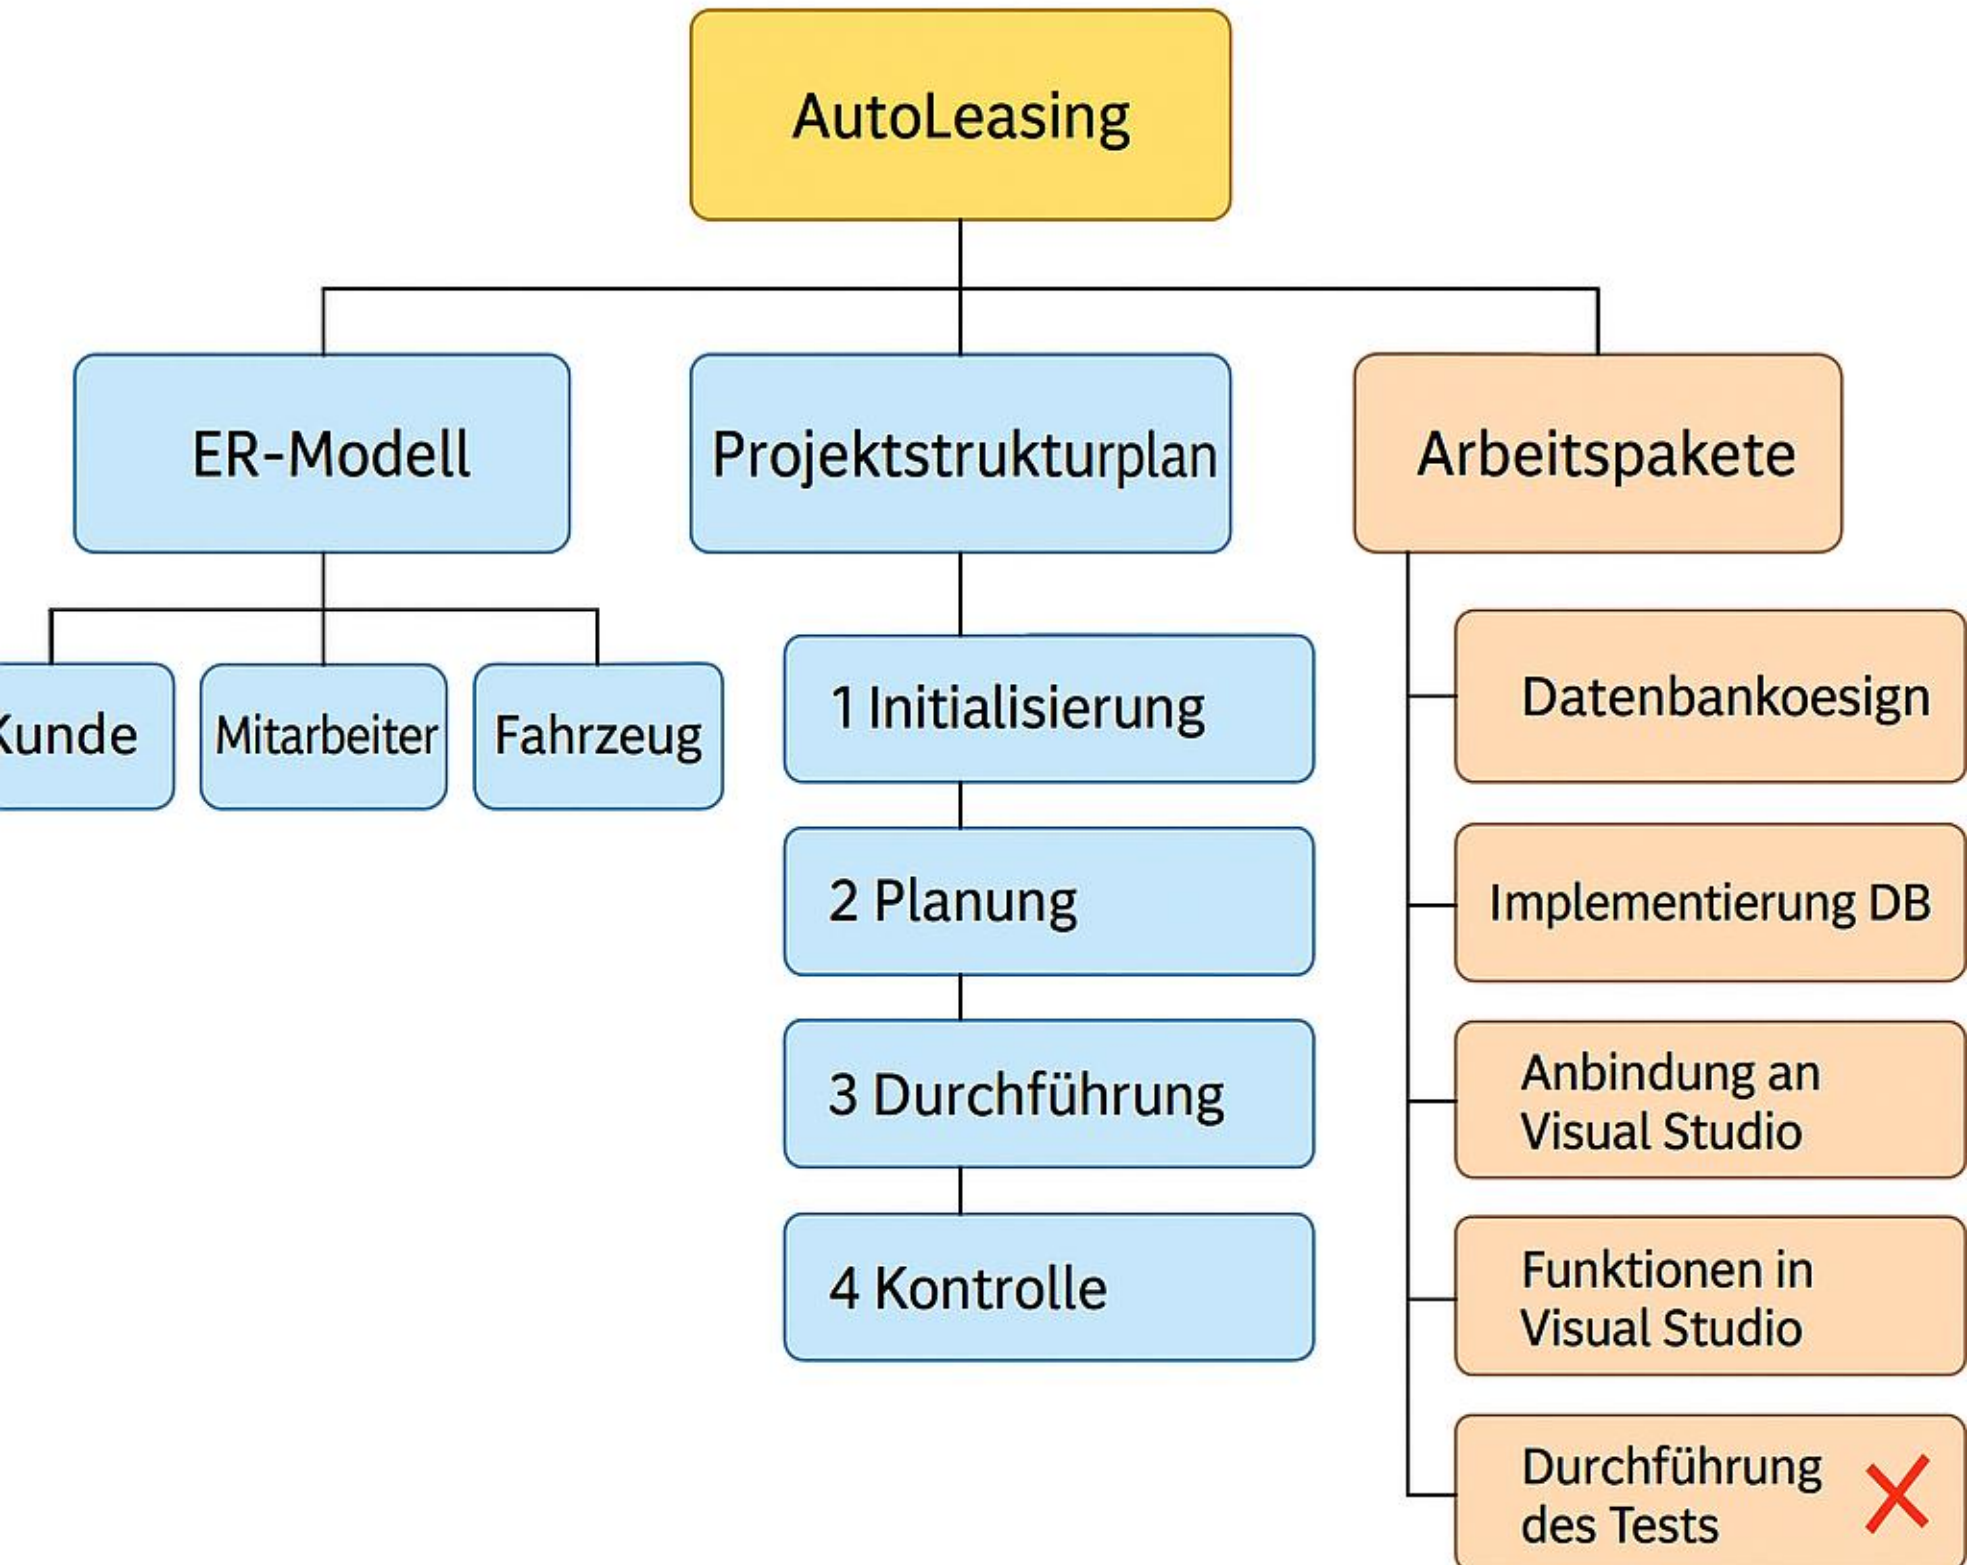 AutoLeasing
ER-Modell
Projektstrukturplan
Arbeitspakete
Kunde
Mitarbeiter
Fahrzeug
1 Initialisierung
2 Planung
3 Durchführung
4 Kontrolle
Datenbankoesign
Implementierung DB
Anbindung an
Visual Studio
Funktionen in
Visual Studio
Durchführung
des Tests